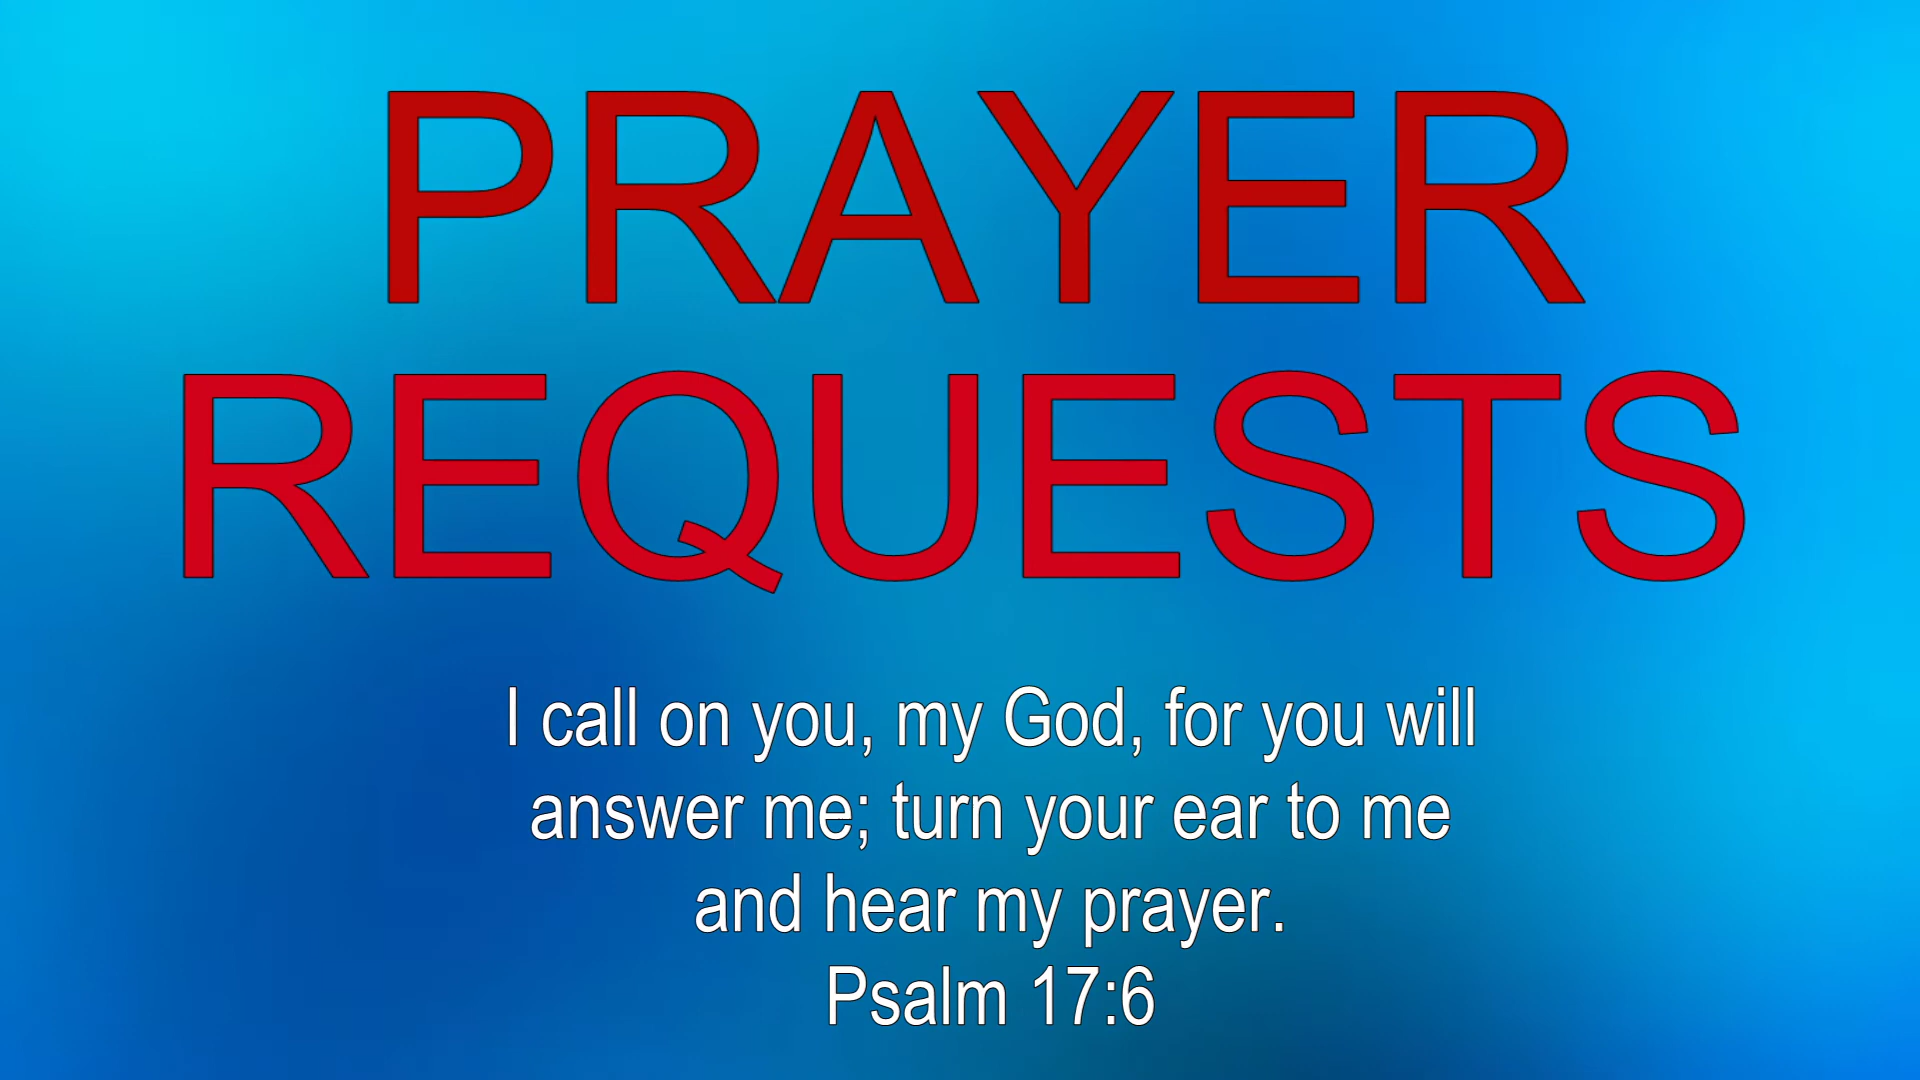 PRAYER
REQUESTS
I call on you, my God, for you will
answer me; turn your ear to me
and hear my prayer.
Psalm 17:6